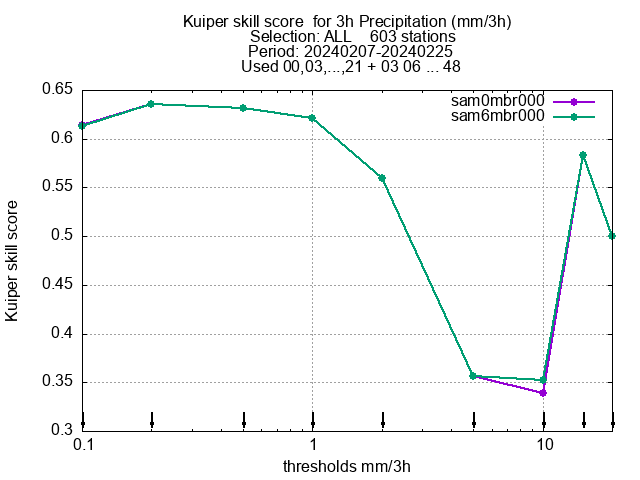 Kuiper skill score  for 3h Precipitation (mm/3h)
Selection: ALL    603 stations
Period: 20240207-20240225
Used 00,03,...,21 + 03 06 ... 48
sam0mbr000
sam6mbr000
0.65
0.6
0.55
0.5
0.45
0.4
0.35
0.3
Kuiper skill score
0.1 1 10
thresholds mm/3h